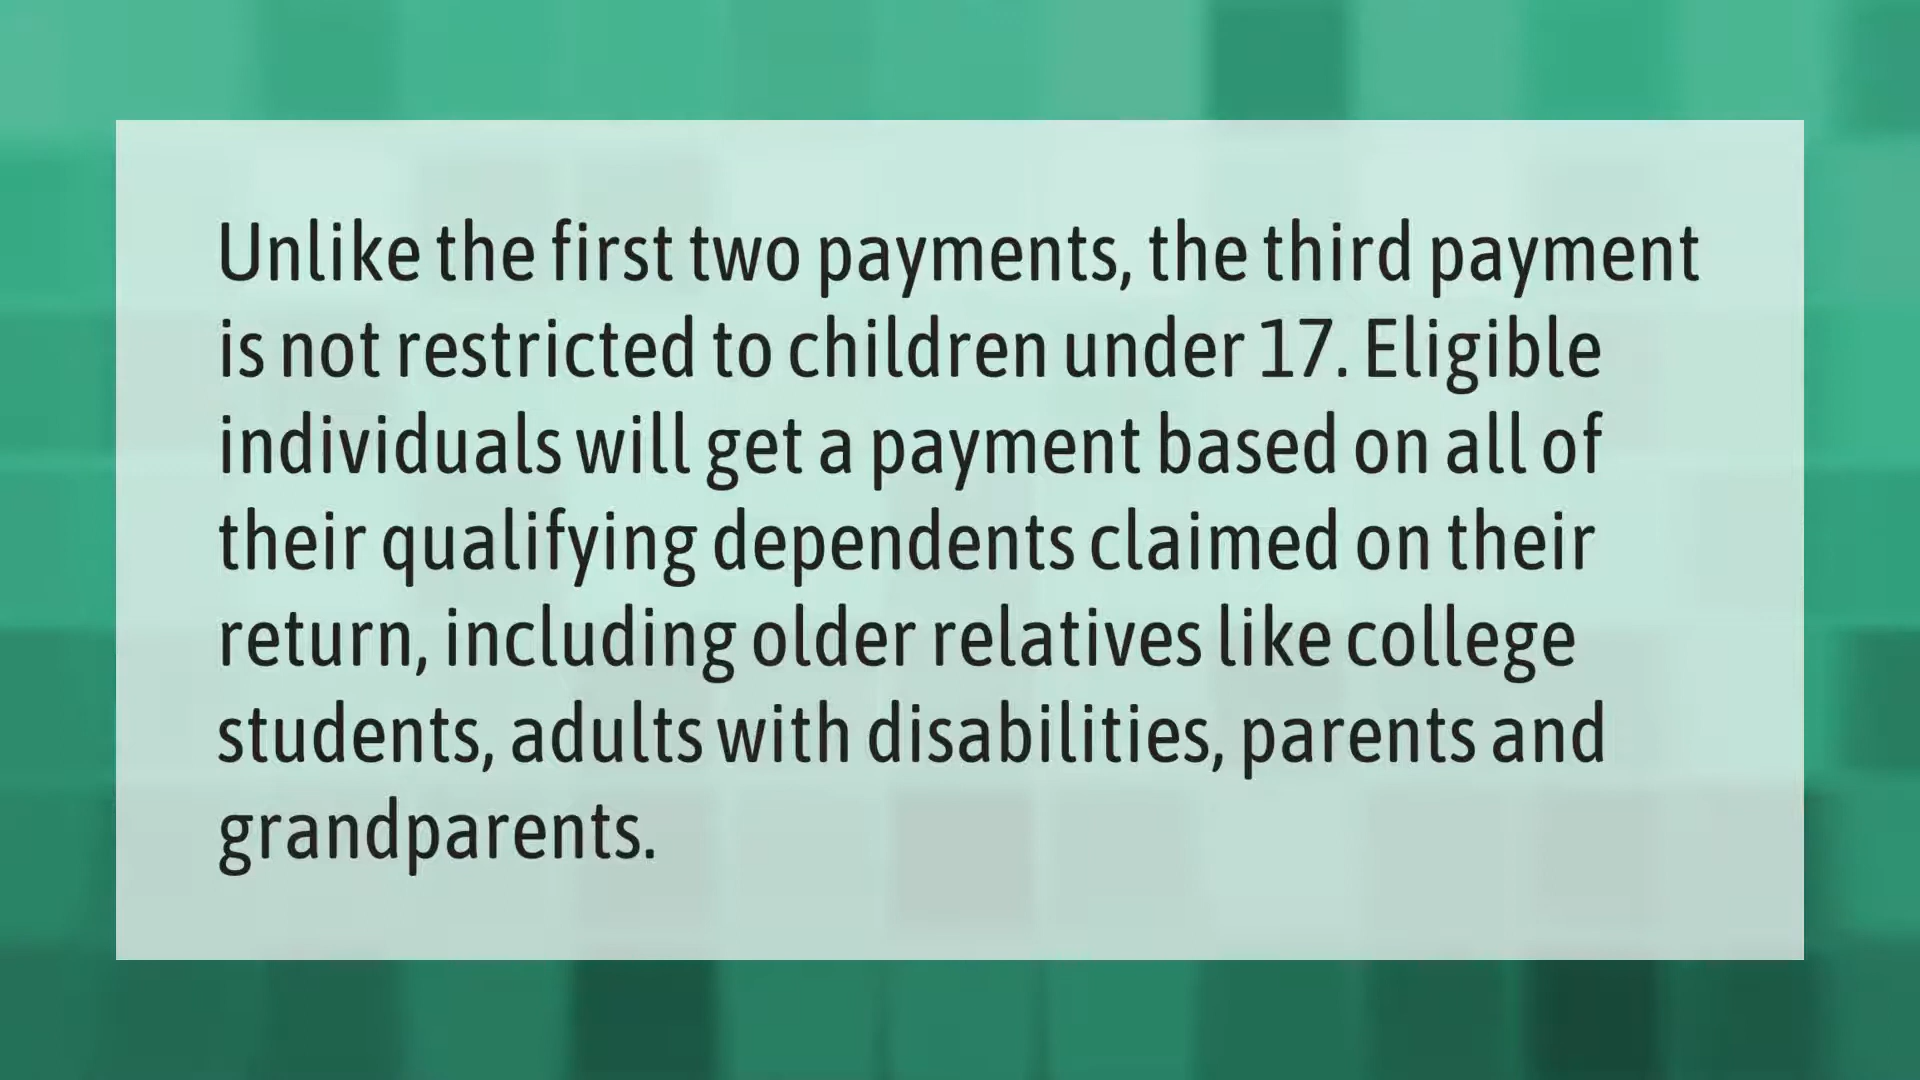 Unlike the first two payments, the third payment
is not restricted to children under 17. Eligible
individuals will get a payment based on all of
their qualifying dependents claimed on their
return, including older relatives like college
students, adults with disabilities, parents and
grandparents.